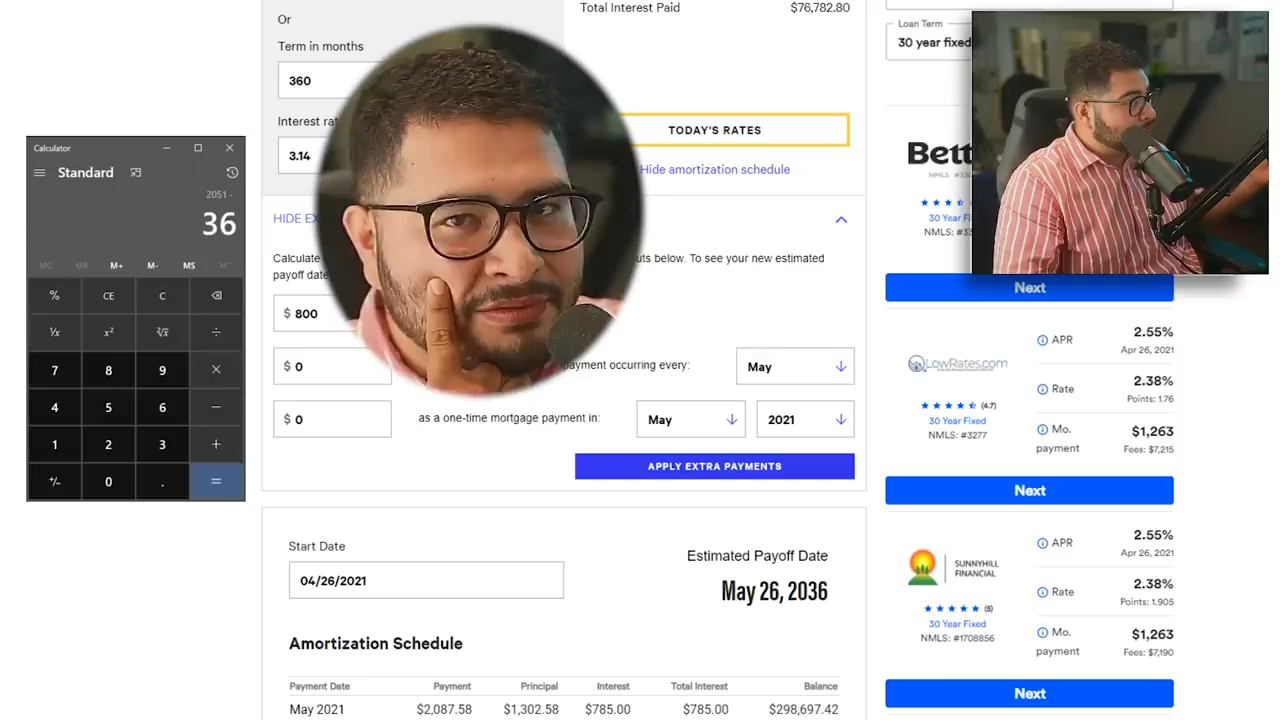 Calculator
Standard
2051 -
36
MC MR M+ M- MS M˅
% CE C
¹/x x² ²√x ÷
7 8 9 ×
4 5 6 −
1 2 3 +
+/- 0 . =
Or
Term in months
360
Interest
3.14
Total Interest Paid $76,782.80
TODAY'S RATES
Hide amortization schedule
HIDE
Calculate
uts below. To see your new estimated
payoff date
$ 800
$ 0
payment occurring every:
May
$ 0
as a one-time mortgage payment in:
May
2021
APPLY EXTRA PAYMENTS
Start Date
04/26/2021
Estimated Payoff Date
May 26, 2036
Amortization Schedule
Payment Date Payment Principal Interest Total Interest Balance
May 2021 $2,087.58 $1,302.58 $785.00 $785.00 $298,697.42
Loan Term
30 year fixed
Bett
NMLS
30 Year
NMLS:
Next
LowRates.com
(4.7)
30 Year Fixed
NMLS: #3277
APR 2.55%
Apr 26, 2021
Rate 2.38%
Points: 1.76
Mo. payment $1,263
Fees: $7,215
Next
SUNNYHILL
FINANCIAL
(5)
30 Year Fixed
NMLS: #1708856
APR 2.55%
Apr 26, 2021
Rate 2.38%
Points: 1.905
Mo. payment $1,263
Fees: $7,190
Next